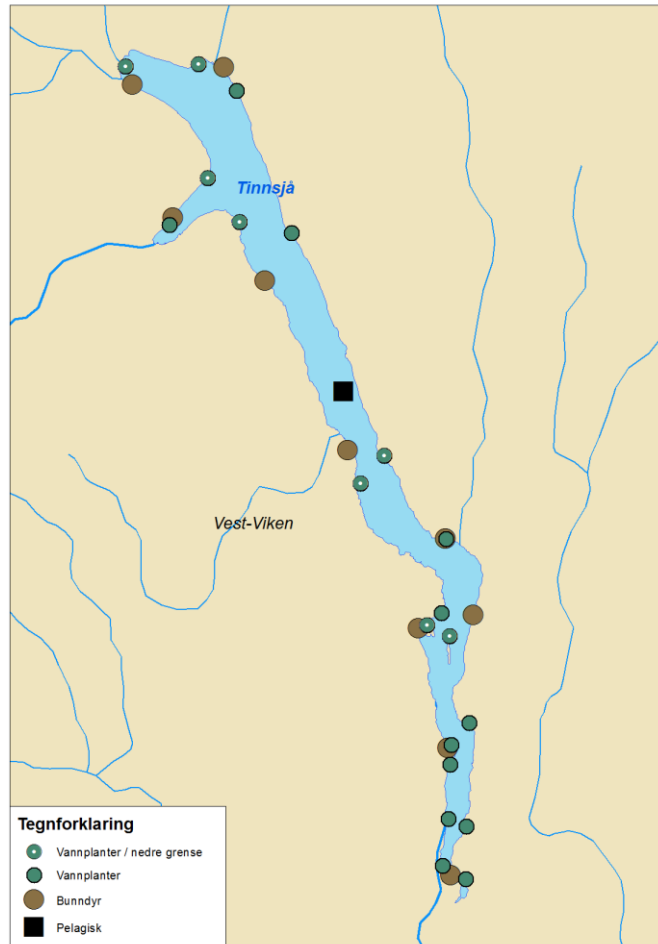 Tinnsjå
Vest-Viken
Tegnforklaring
Vannplanter / nedre grense
Vannplanter
Bunndyr
Pelagisk